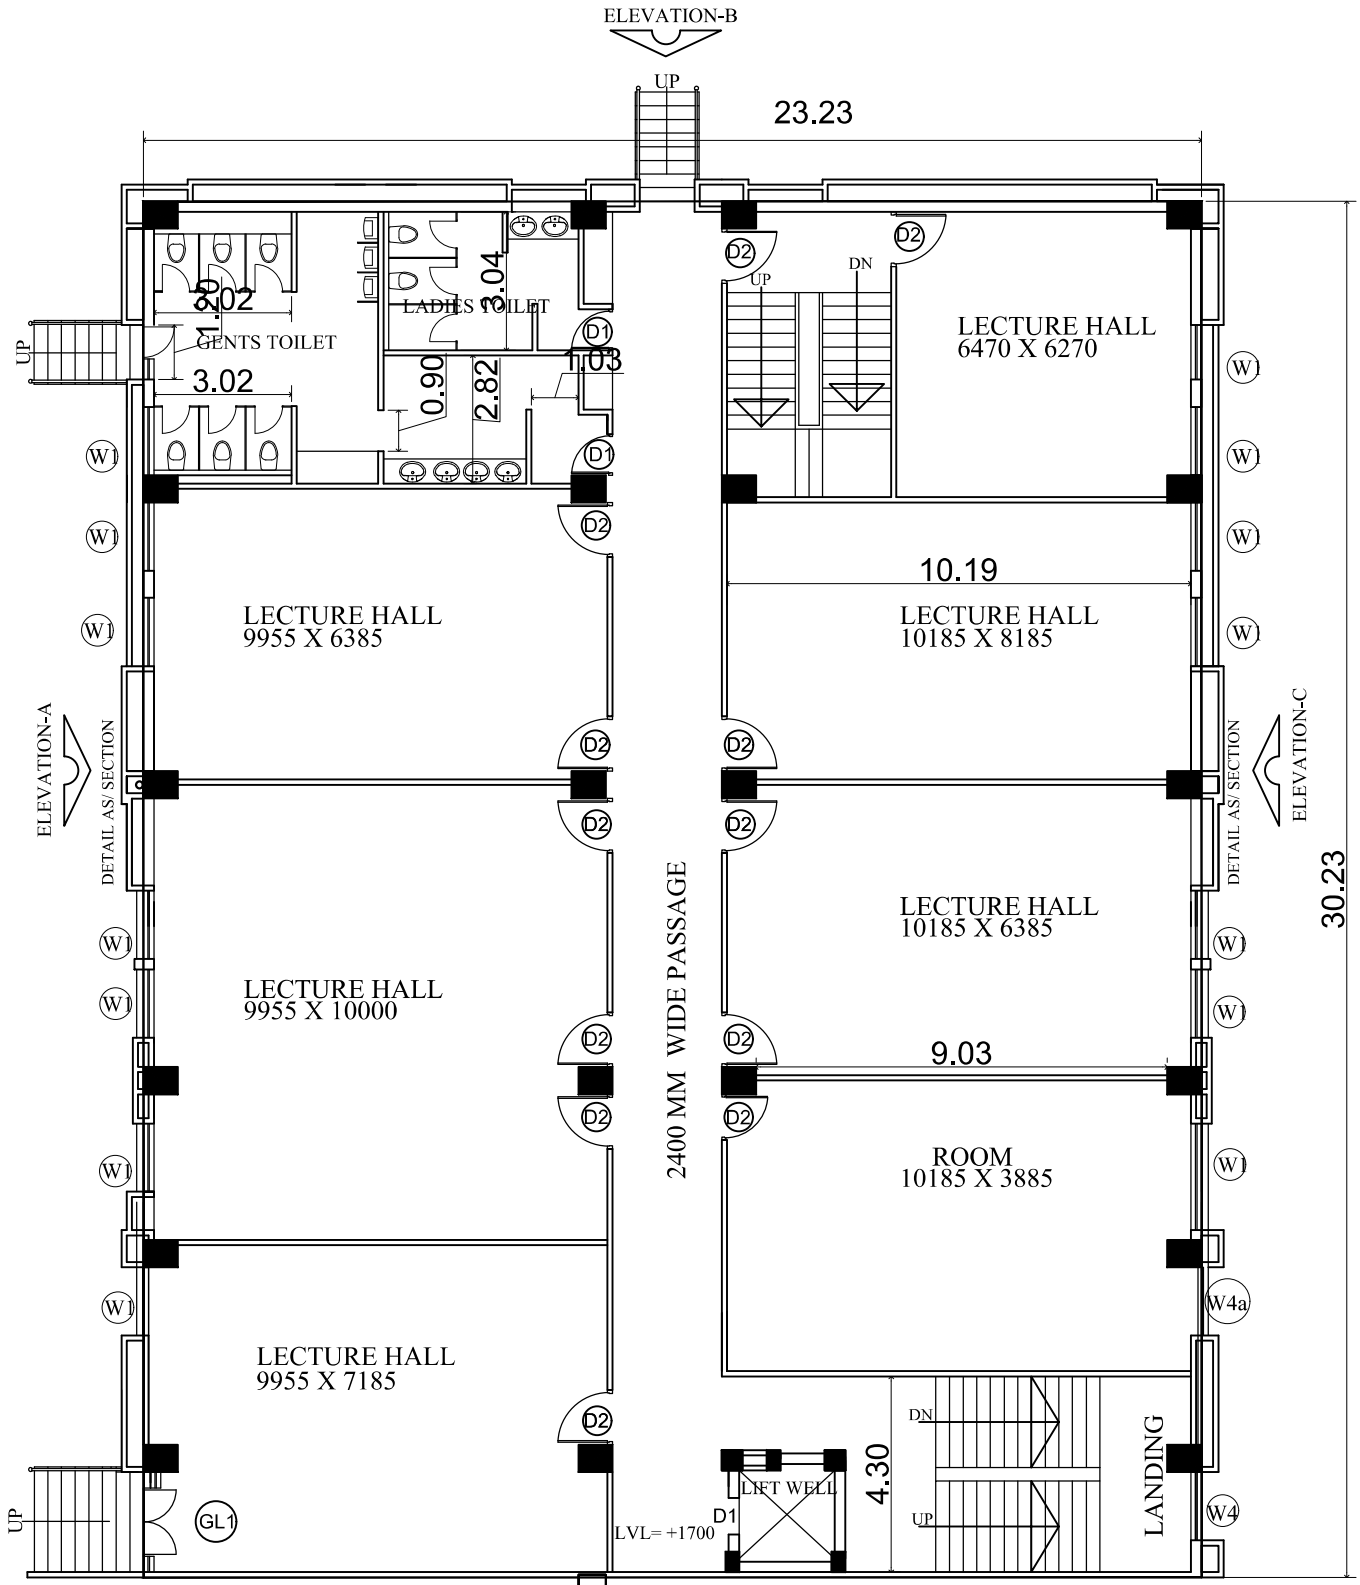 ELEVATION-B
UP
23.23
D2
D2
UP
DN
3.04
LADIES TOILET
3.02
1.20
GENTS TOILET
UP
D1
1.03
LECTURE HALL
6470 X 6270
W1
3.02
0.90
2.82
D1
W1
W1
D2
W1
W1
10.19
LECTURE HALL
9955 X 6385
LECTURE HALL
10185 X 8185
W1
W1
ELEVATION-A
DETAIL AS/ SECTION
D2
D2
DETAIL AS/ SECTION
ELEVATION-C
D2
D2
30.23
2400 MM WIDE PASSAGE
LECTURE HALL
10185 X 6385
W1
W1
LECTURE HALL
9955 X 10000
W1
W1
D2
D2
9.03
D2
D2
ROOM
10185 X 3885
W1
W1
W1
W4a
LECTURE HALL
9955 X 7185
D2
DN
4.30
LANDING
LIFT WELL
UP
GL1
LVL= +1700
D1
UP
W4